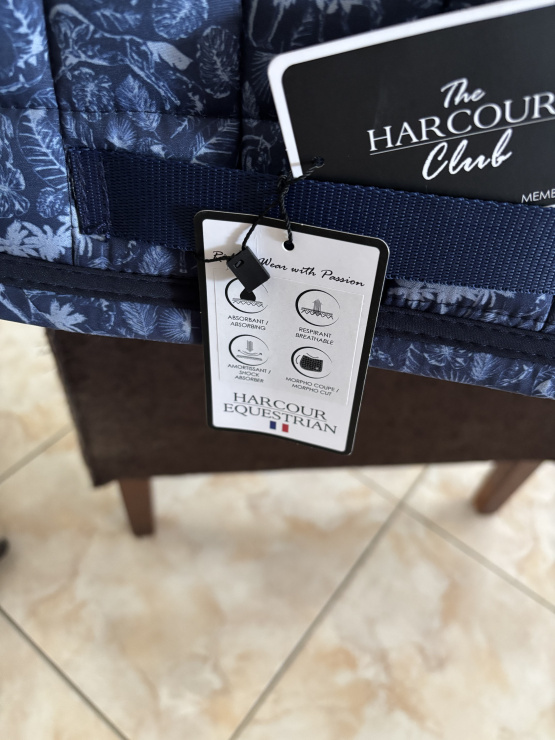 The
HARCOUR
Club
MEMB
Wear with Passion
ABSORBANT /
ABSORBING
RESPIRANT
BREATHABLE
AMORTISSANT /
SHOCK
ABSORBER
MORPHO COUPE /
MORPHO CUT
HARCOUR
EQUESTRIAN